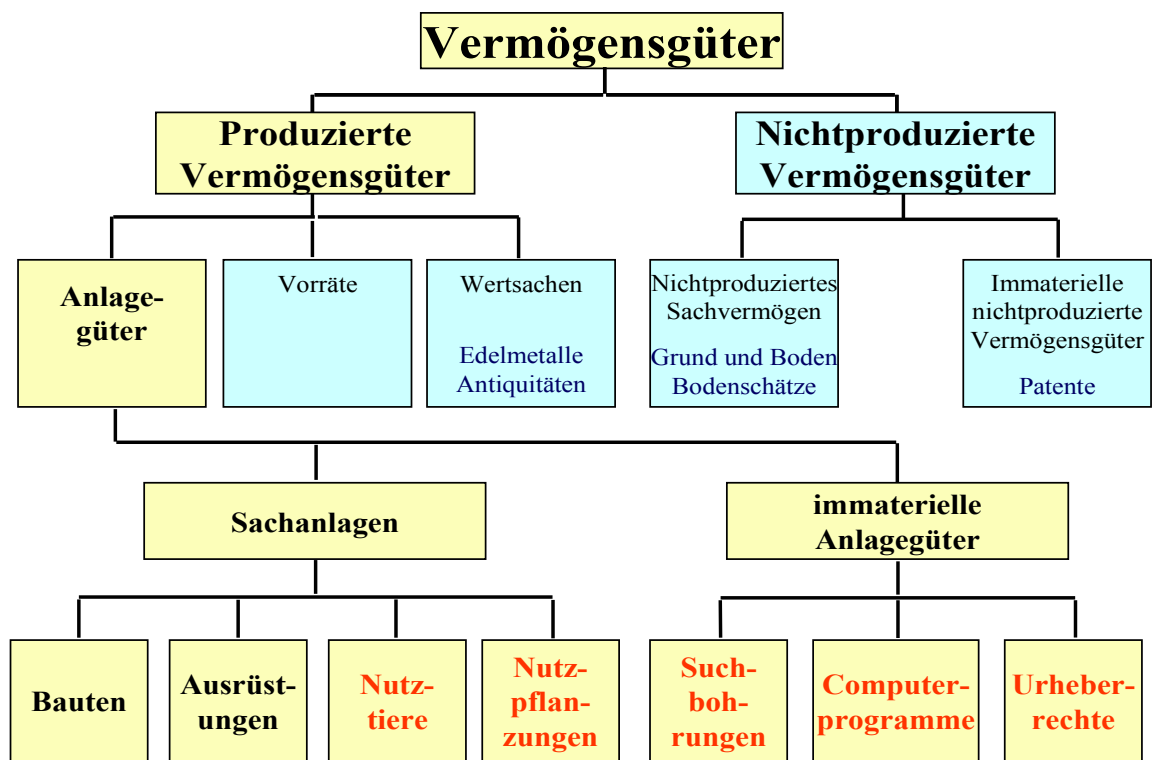 Vermögensgüter
Produzierte
Vermögensgüter
Nichtproduzierte
Vermögensgüter
Anlage-
güter
Vorräte
Wertsachen
Edelmetalle
Antiquitäten
Nichtproduziertes
Sachvermögen
Grund und Boden
Bodenschätze
Immaterielle
nichtproduzierte
Vermögensgüter
Patente
Sachanlagen
immaterielle
Anlagegüter
Bauten
Ausrüst-
ungen
Nutz-
tiere
Nutz-
pflan-
zungen
Such-
boh-
rungen
Computer-
programme
Urheber-
rechte